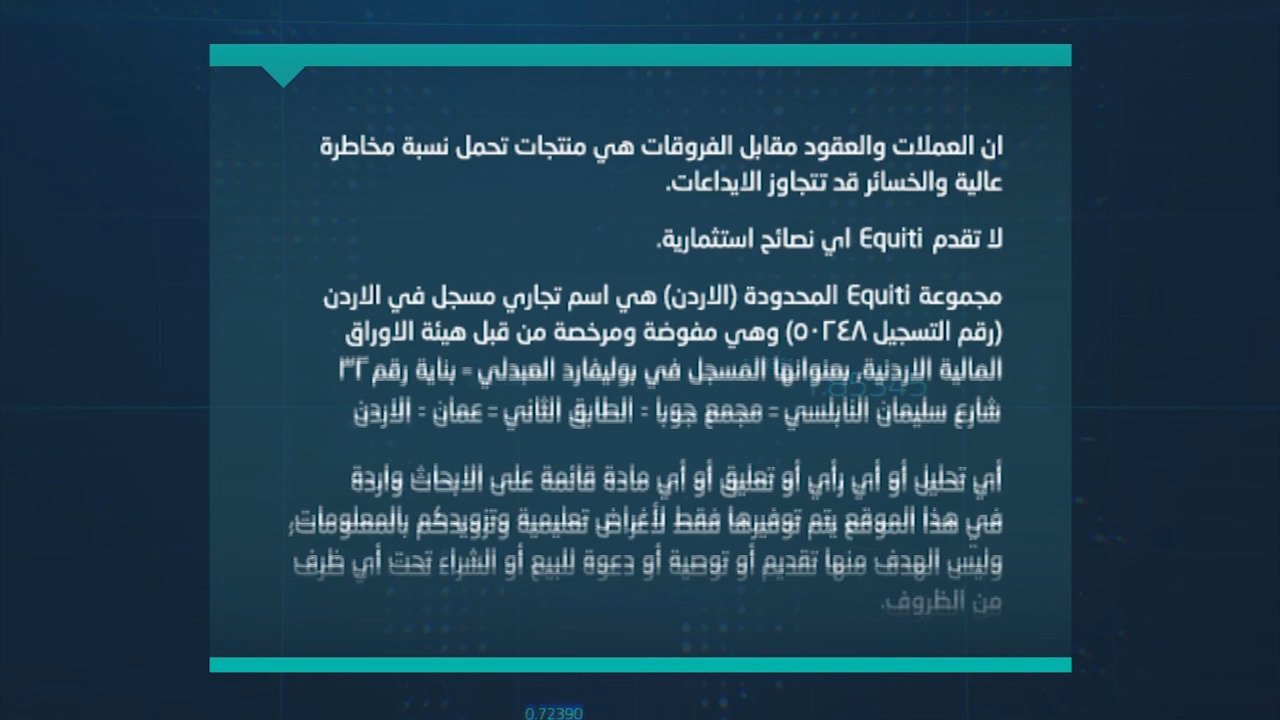 ان العملات والعقود مقابل الفروقات هي منتجات تحمل نسبة مخاطرة
عالية والخسائر قد تتجاوز الايداعات.
لا تقدم Equiti اي نصائح استثمارية.
مجموعة Equiti المحدودة (الاردن) هي اسم تجاري مسجل في الاردن
(رقم التسجيل ٥٠٢٤٨) وهي مفوضة ومرخصة من قبل هيئة الاوراق
المالية الاردنية, بعنوانها المسجل في بوليفارد العبدلي - بناية رقم ٣٢
شارع سليمان النابلسي - مجمع جوبا - الطابق الثاني - عمان - الاردن
أي تحليل أو أي رأي أو تعليق أو أي مادة قائمة على الابحاث واردة
في هذا الموقع يتم توفيرها فقط لأغراض تعليمية وتزويدكم بالمعلومات,
وليس الهدف منها تقديم أو توصية أو دعوة للبيع أو الشراء تحت أي ظرف
من الظروف.
0.72390